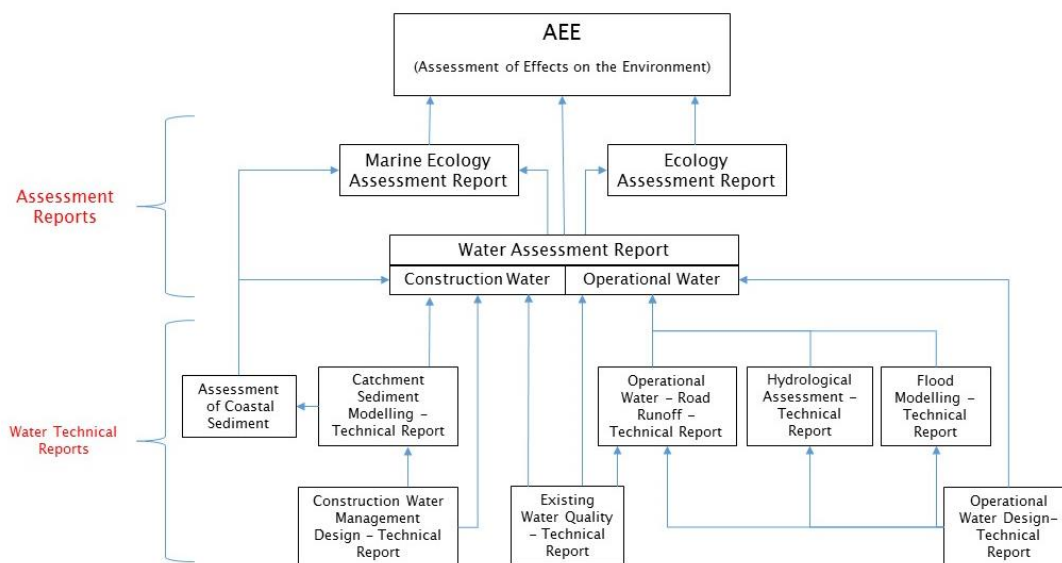 AEE
(Assessment of Effects on the Environment)
Marine Ecology
Assessment Report
Ecology
Assessment Report
Assessment
Reports
Water Assessment Report
Construction Water
Operational Water
Assessment
of Coastal
Sediment
Catchment
Sediment
Modelling –
Technical Report
Operational
Water – Road
Runoff –
Technical Report
Hydrological
Assessment –
Technical
Report
Flood
Modelling –
Technical
Report
Water Technical
Reports
Construction Water
Management
Design – Technical
Report
Existing
Water Quality
– Technical
Report
Operational
Water Design–
Technical
Report